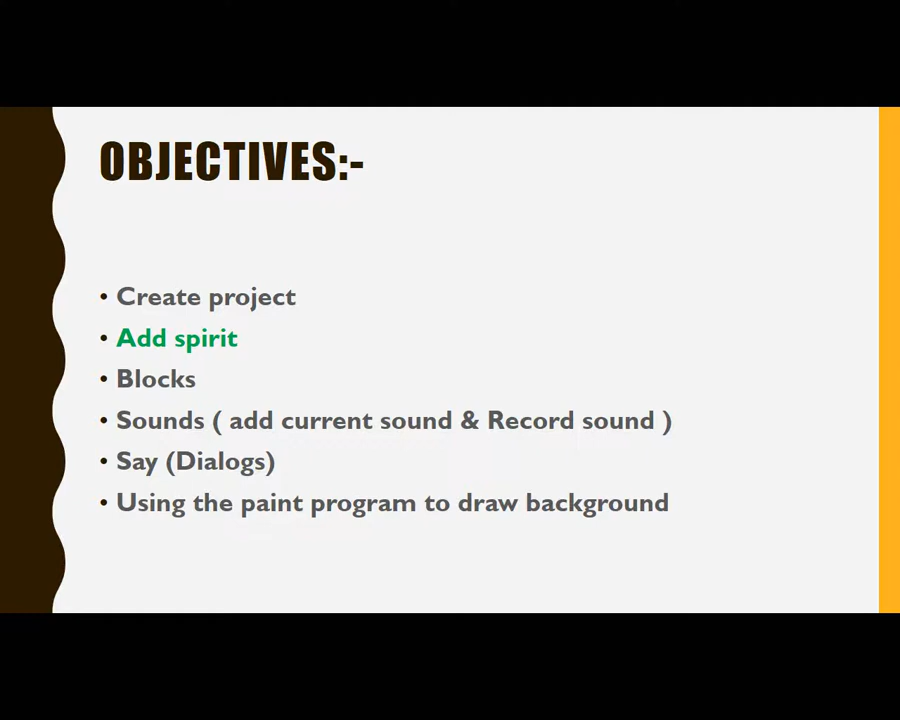 OBJECTIVES:-
• Create project
• Add spirit
• Blocks
• Sounds ( add current sound & Record sound )
• Say (Dialogs)
• Using the paint program to draw background